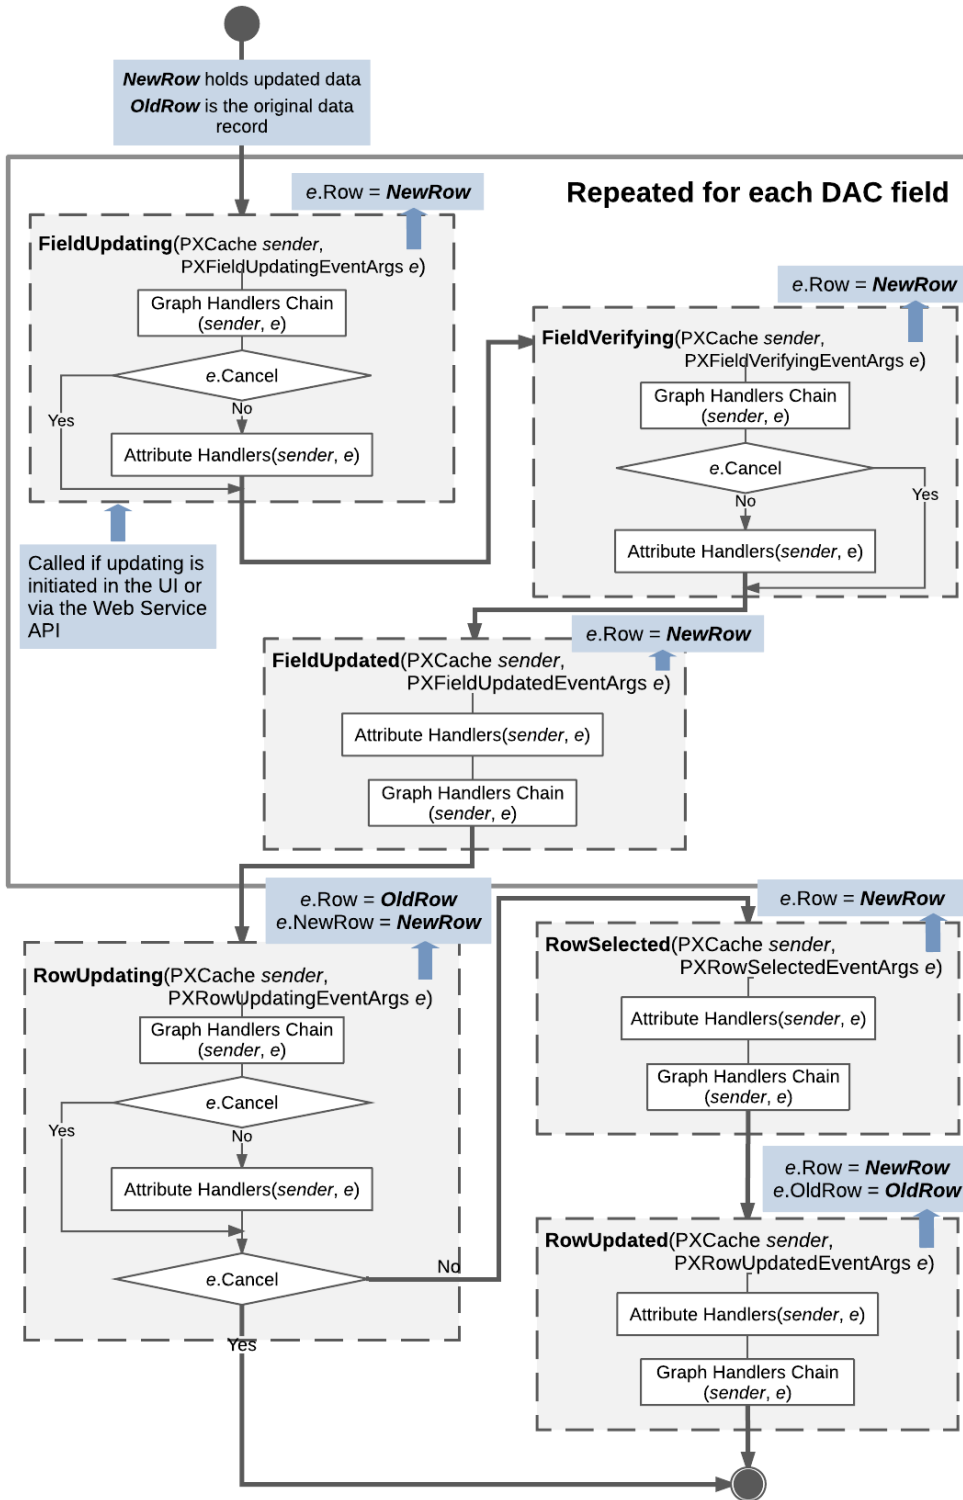 NewRow holds updated data
OldRow is the original data
record
e.Row = NewRow
Repeated for each DAC field
FieldUpdating(PXCache sender,
PXFieldUpdatingEventArgs e)
Graph Handlers Chain
(sender, e)
e.Cancel
Yes
No
Attribute Handlers(sender, e)
Called if updating is
initiated in the UI or
via the Web Service
API
e.Row = NewRow
FieldVerifying(PXCache sender,
PXFieldVerifyingEventArgs e)
Graph Handlers Chain
(sender, e)
e.Cancel
No
Yes
Attribute Handlers(sender, e)
e.Row = NewRow
FieldUpdated(PXCache sender,
PXFieldUpdatedEventArgs e)
Attribute Handlers(sender, e)
Graph Handlers Chain
(sender, e)
e.Row = OldRow
e.NewRow = NewRow
RowUpdating(PXCache sender,
PXRowUpdatingEventArgs e)
Graph Handlers Chain
(sender, e)
e.Cancel
Yes
No
Attribute Handlers(sender, e)
e.Cancel
No
Yes
e.Row = NewRow
RowSelected(PXCache sender,
PXRowSelectedEventArgs e)
Attribute Handlers(sender, e)
Graph Handlers Chain
(sender, e)
e.Row = NewRow
e.OldRow = OldRow
RowUpdated(PXCache sender,
PXRowUpdatedEventArgs e)
Attribute Handlers(sender, e)
Graph Handlers Chain
(sender, e)